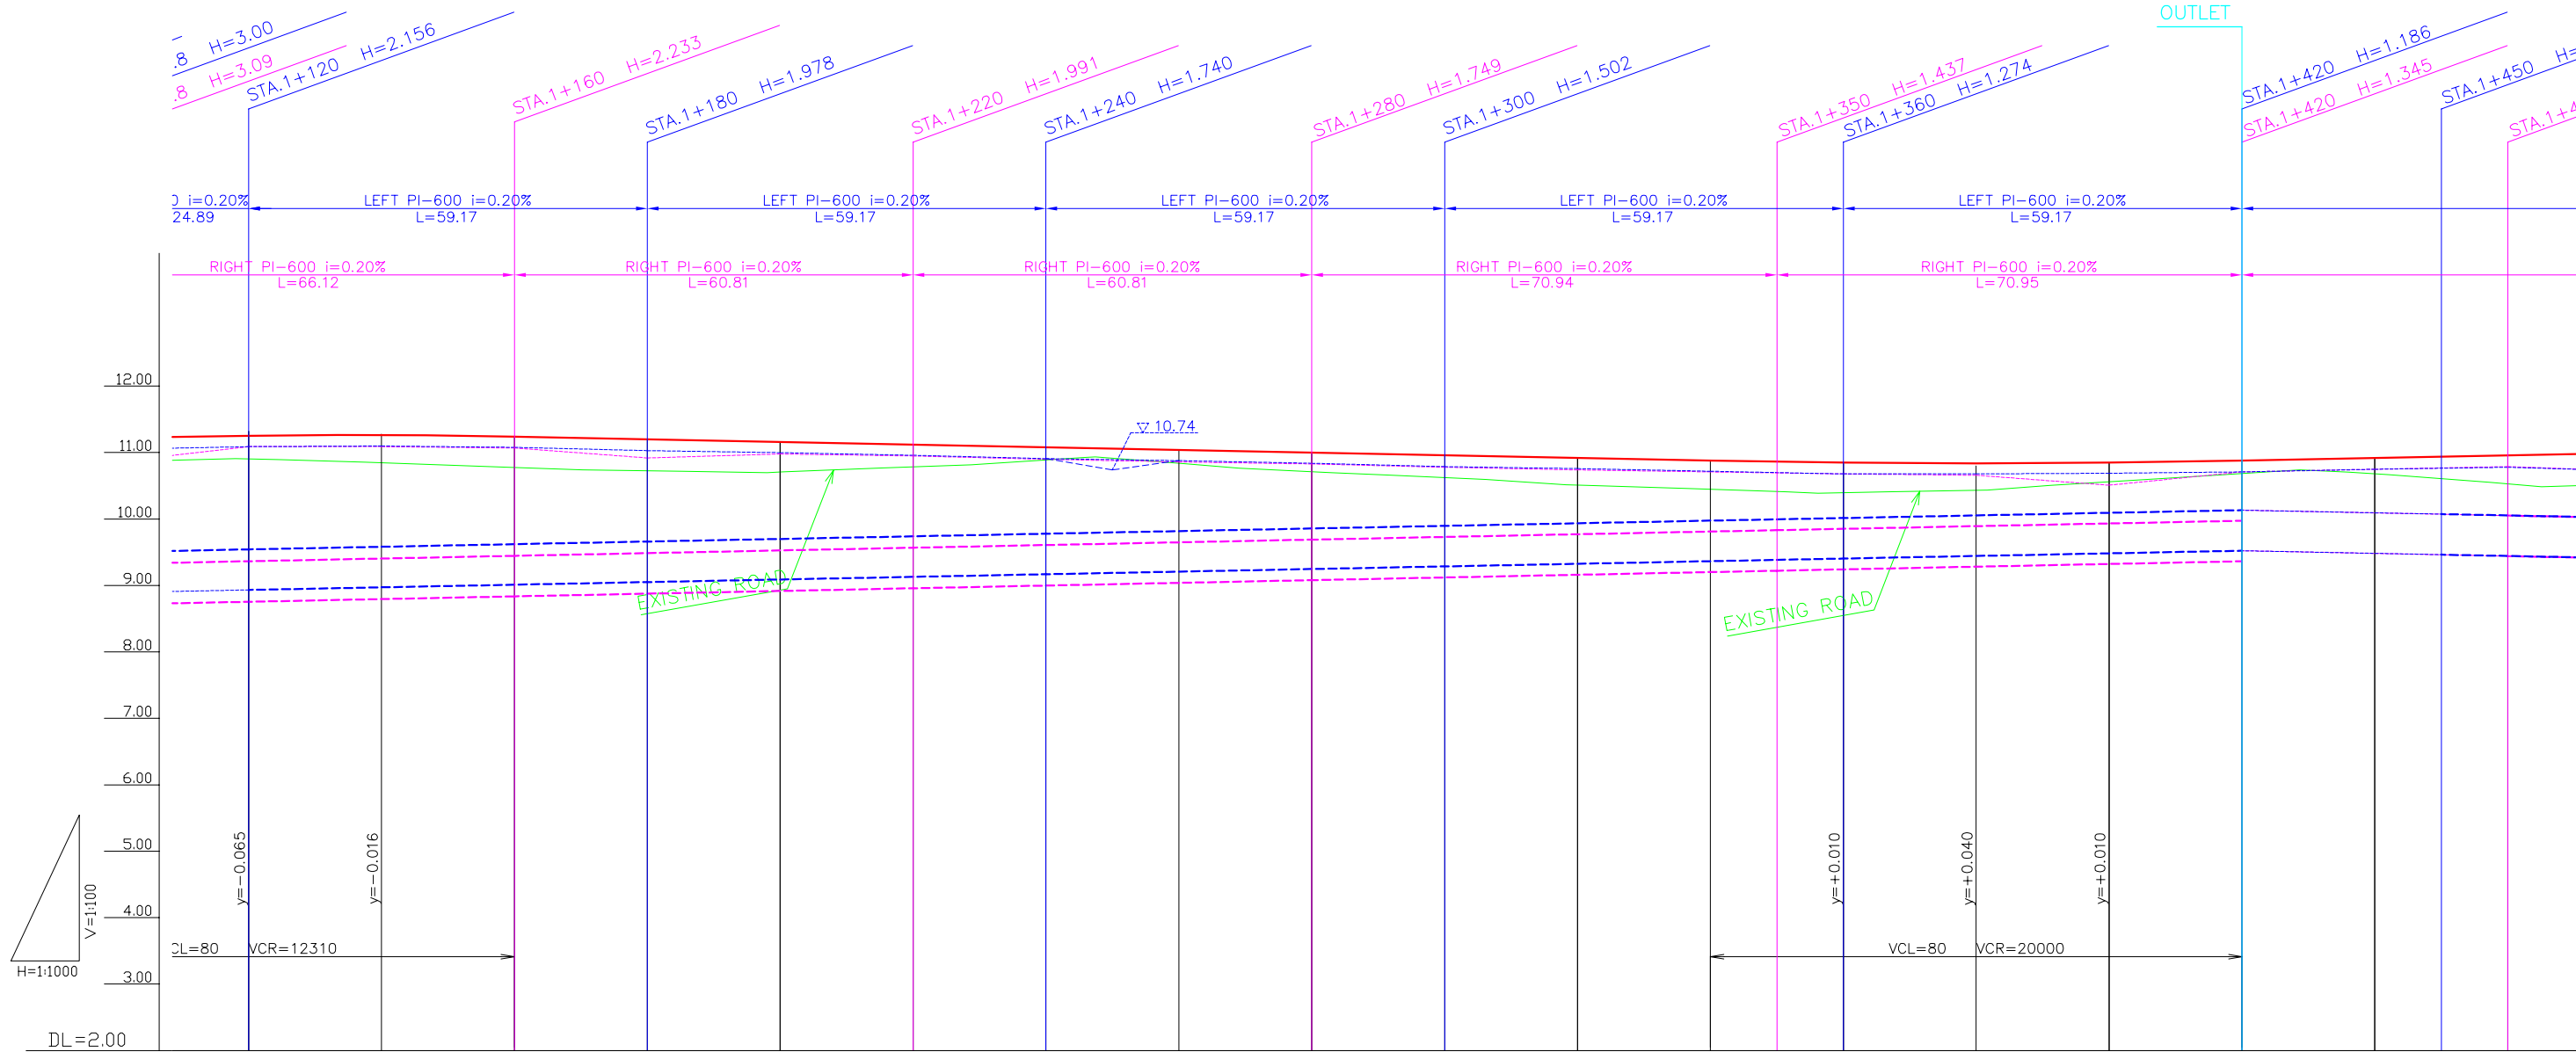 OUTLET
.8 H=3.00
.8 H=3.09
STA.1+120 H=2.156
STA.1+160 H=2.233
STA.1+180 H=1.978
STA.1+220 H=1.991
STA.1+240 H=1.740
STA.1+280 H=1.749
STA.1+300 H=1.502
STA.1+350 H=1.437
STA.1+360 H=1.274
STA.1+420 H=1.186
STA.1+420 H=1.345
STA.1+450 H=
STA.1+4
i=0.20%
24.89
LEFT PI-600 i=0.20%
L=59.17
LEFT PI-600 i=0.20%
L=59.17
LEFT PI-600 i=0.20%
L=59.17
LEFT PI-600 i=0.20%
L=59.17
LEFT PI-600 i=0.20%
L=59.17
RIGHT PI-600 i=0.20%
L=66.12
RIGHT PI-600 i=0.20%
L=60.81
RIGHT PI-600 i=0.20%
L=60.81
RIGHT PI-600 i=0.20%
L=70.94
RIGHT PI-600 i=0.20%
L=70.95
12.00
11.00
▽ 10.74
10.00
9.00
EXISTING ROAD
EXISTING ROAD
8.00
7.00
6.00
5.00
4.00
3.00
y=-0.065
y=-0.016
y=+0.010
y=+0.040
y=+0.010
V=1:100
H=1:1000
CL=80 VCR=12310
VCL=80 VCR=20000
DL=2.00